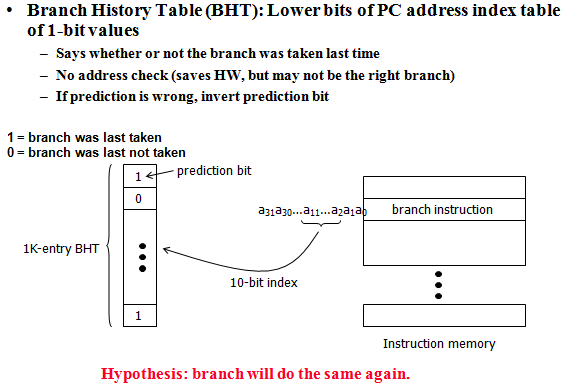 • Branch History Table (BHT): Lower bits of PC address index table
of 1-bit values
– Says whether or not the branch was taken last time
– No address check (saves HW, but may not be the right branch)
– If prediction is wrong, invert prediction bit
1 = branch was last taken
0 = branch was last not taken
prediction bit
1
0
a31a30…a11…a2a1a0
branch instruction
1K-entry BHT
10-bit index
1
Instruction memory
Hypothesis: branch will do the same again.